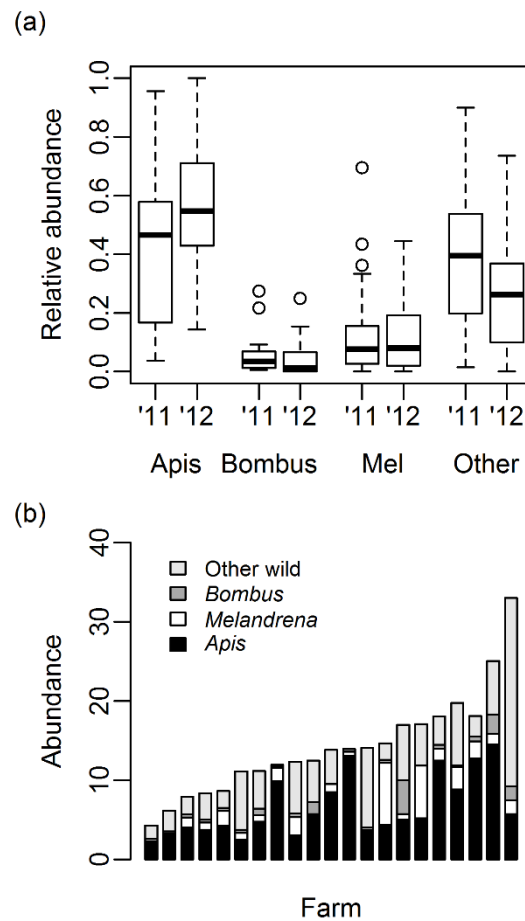 (a)
Relative abundance
1.0
0.8
0.6
0.4
0.2
0.0
'11 '12 '11 '12 '11 '12 '11 '12
Apis Bombus Mel Other
(b)
Abundance
40
30
20
10
0
Other wild
Bombus
Melandrena
Apis
Farm